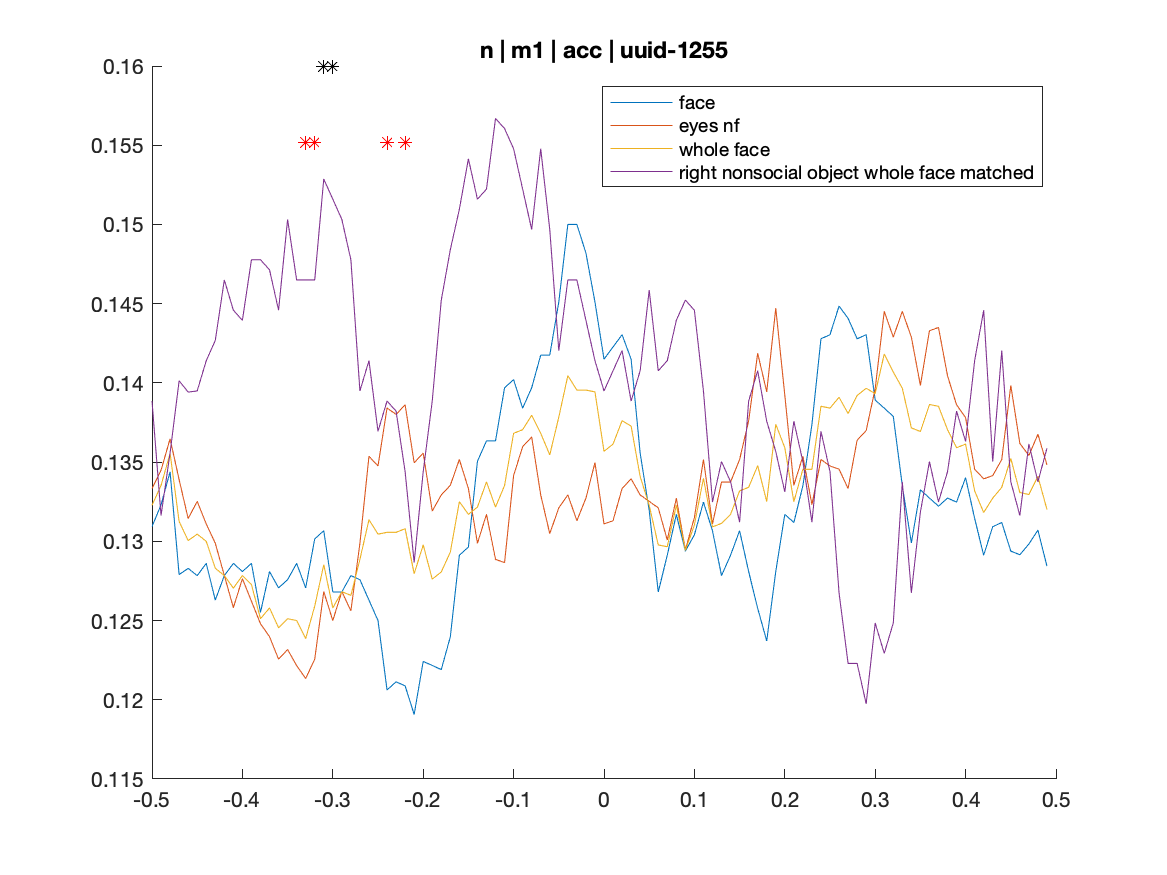 n | m1 | acc | uuid-1255
0.16
0.155
0.15
0.145
0.14
0.135
0.13
0.125
0.12
0.115
face
eyes nf
whole face
right nonsocial object whole face matched
-0.5 -0.4 -0.3 -0.2 -0.1 0 0.1 0.2 0.3 0.4 0.5